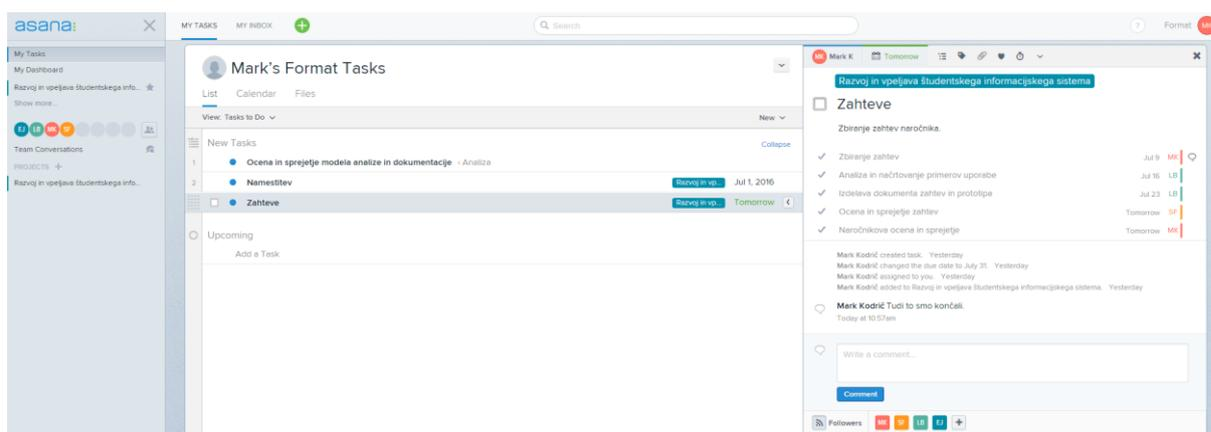 asana:
MY TASKS MY INBOX
Search
? Format MK
My Tasks
My Dashboard
Razvoj in vpeljava študentskega info...
Show more...
EJ LB MK SF
Team Conversations
PROJECTS +
Razvoj in vpeljava študentskega info...
Mark's Format Tasks
List Calendar Files
View: Tasks to Do New
New Tasks Collapse
1 Ocena in sprejetje modela analize in dokumentacije ‹ Analiza
2 Namestitev Razvoj in vp... Jul 1, 2016
Zahteve Razvoj in vp... Tomorrow
Upcoming
Add a Task
MK Mark K Tomorrow
Razvoj in vpeljava študentskega informacijskega sistema
Zahteve
Zbiranje zahtev naročnika.
Zbiranje zahtev Jul 9 MK
Analiza in načrtovanje primerov uporabe Jul 16 LB
Izdelava dokumenta zahtev in prototipa Jul 23 LB
Ocena in sprejetje zahtev Tomorrow SF
Naročnikova ocena in sprejetje Tomorrow MK
Mark Kodrič created task. Yesterday
Mark Kodrič changed the due date to July 31. Yesterday
Mark Kodrič assigned to you. Yesterday
Mark Kodrič added to Razvoj in vpeljava študentskega informacijskega sistema. Yesterday
Mark Kodrič Tudi to smo končali.
Today at 10:57am
Write a comment...
Comment
Followers MK SF LB EJ +